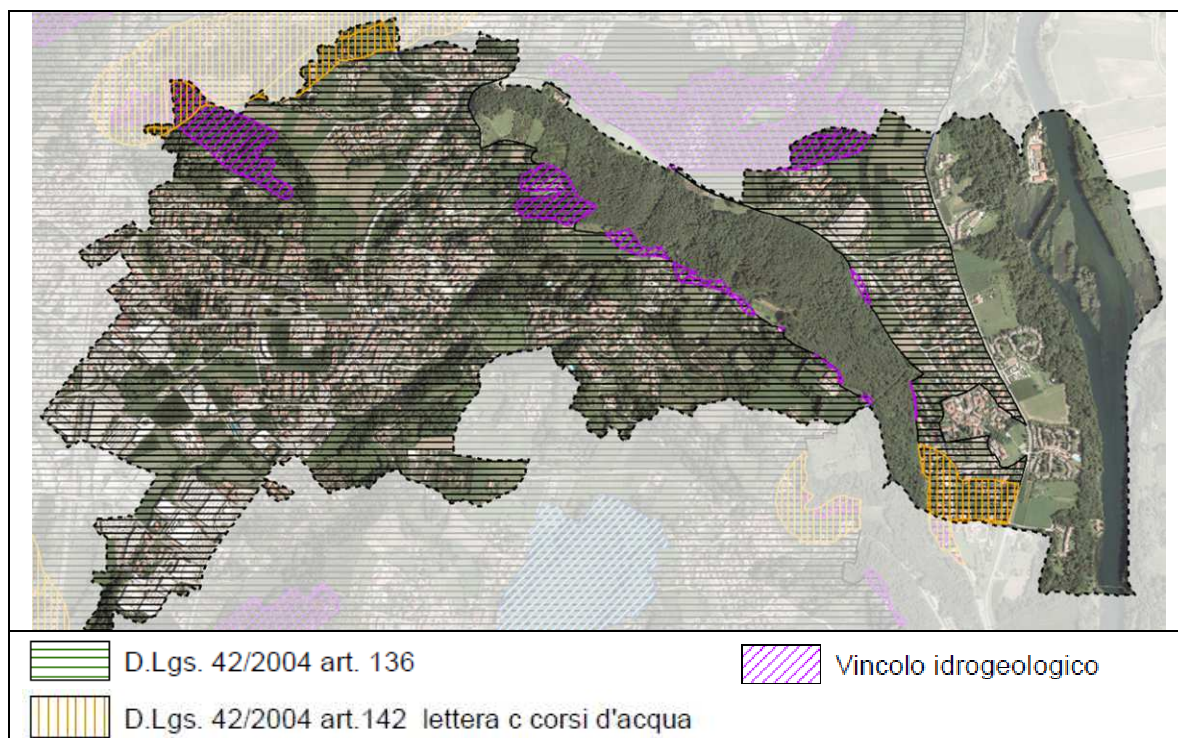 D.Lgs. 42/2004 art. 136
Vincolo idrogeologico
D.Lgs. 42/2004 art.142 lettera c corsi d'acqua